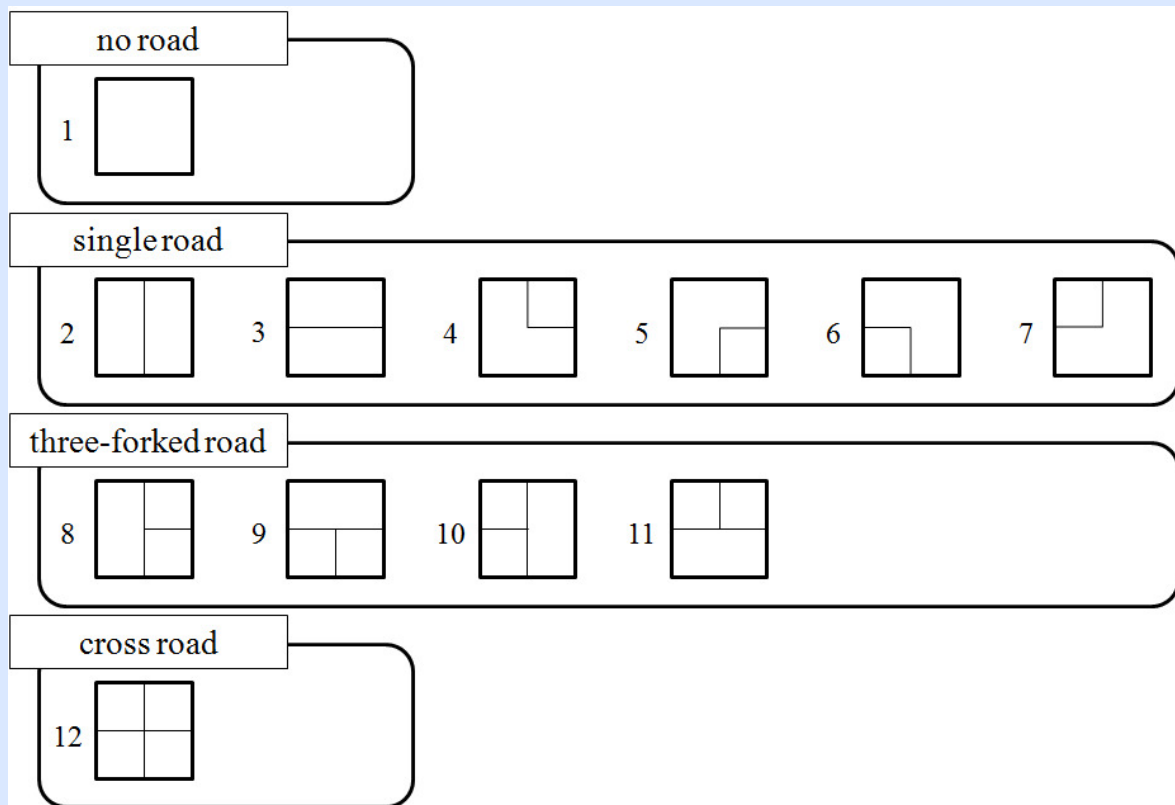 no road
1
single road
2 3 4 5 6 7
three-forked road
8 9 10 11
cross road
12